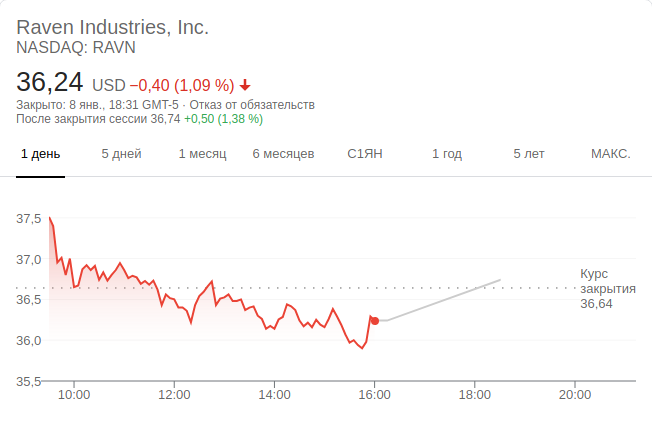 Raven Industries, Inc.
NASDAQ: RAVN
36,24 USD −0,40 (1,09 %)
Закрыто: 8 янв., 18:31 GMT-5 · Отказ от обязательств
После закрытия сессии 36,74 +0,50 (1,38 %)
1 день 5 дней 1 месяц 6 месяцев С1ЯН 1 год 5 лет МАКС.
37,5
37,0
36,5
36,0
35,5
Курс
закрытия
36,64
10:00 12:00 14:00 16:00 18:00 20:00